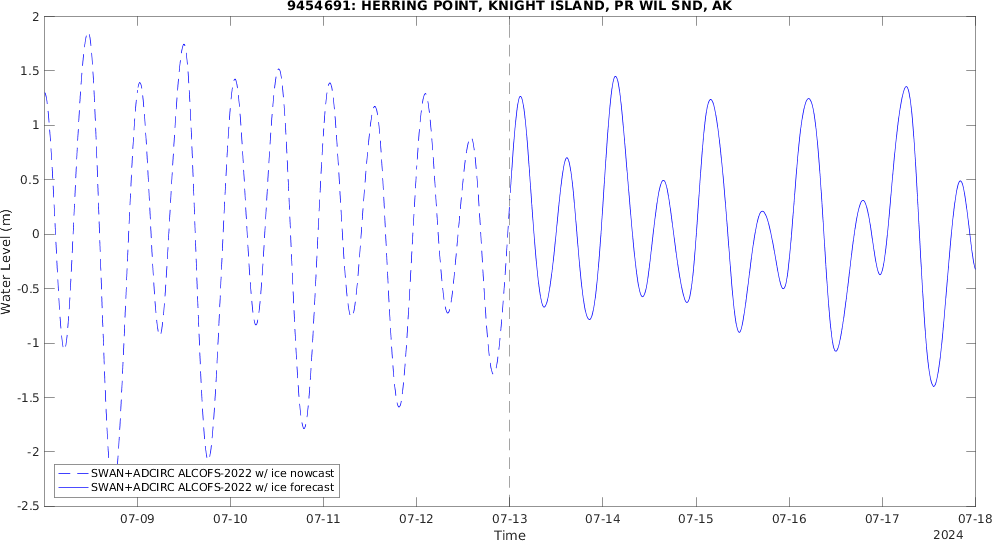 9454691: HERRING POINT, KNIGHT ISLAND, PR WIL SND, AK
2
1.5
1
0.5
0
-0.5
-1
-1.5
-2
-2.5
Water Level (m)
SWAN+ADCIRC ALCOFS-2022 w/ ice nowcast
SWAN+ADCIRC ALCOFS-2022 w/ ice forecast
07-09 07-10 07-11 07-12 07-13 07-14 07-15 07-16 07-17 07-18
Time
2024